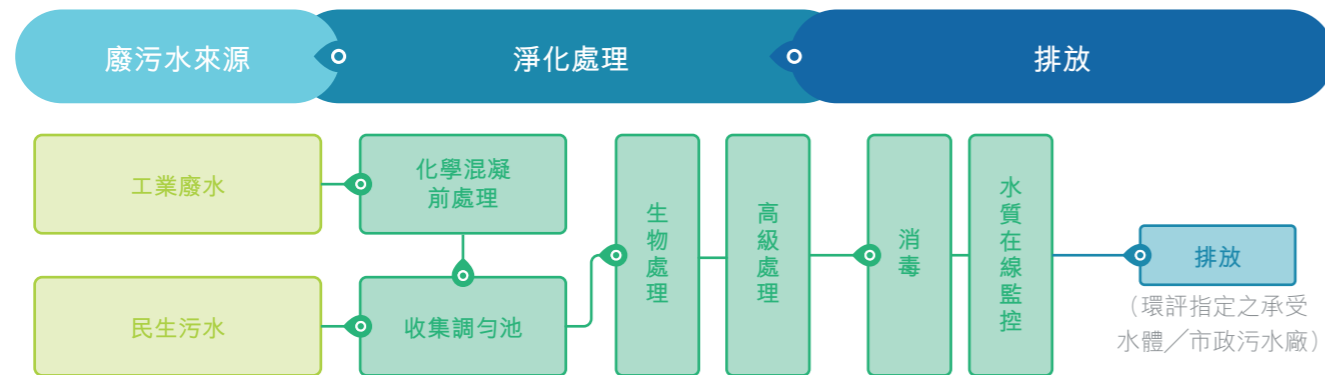 廢污水來源
淨化處理
排放
工業廢水
化學混凝
前處理
民生污水
收集調勻池
生物處理
高級處理
消毒
水質在線監控
排放
（環評指定之承受
水體／市政污水廠）